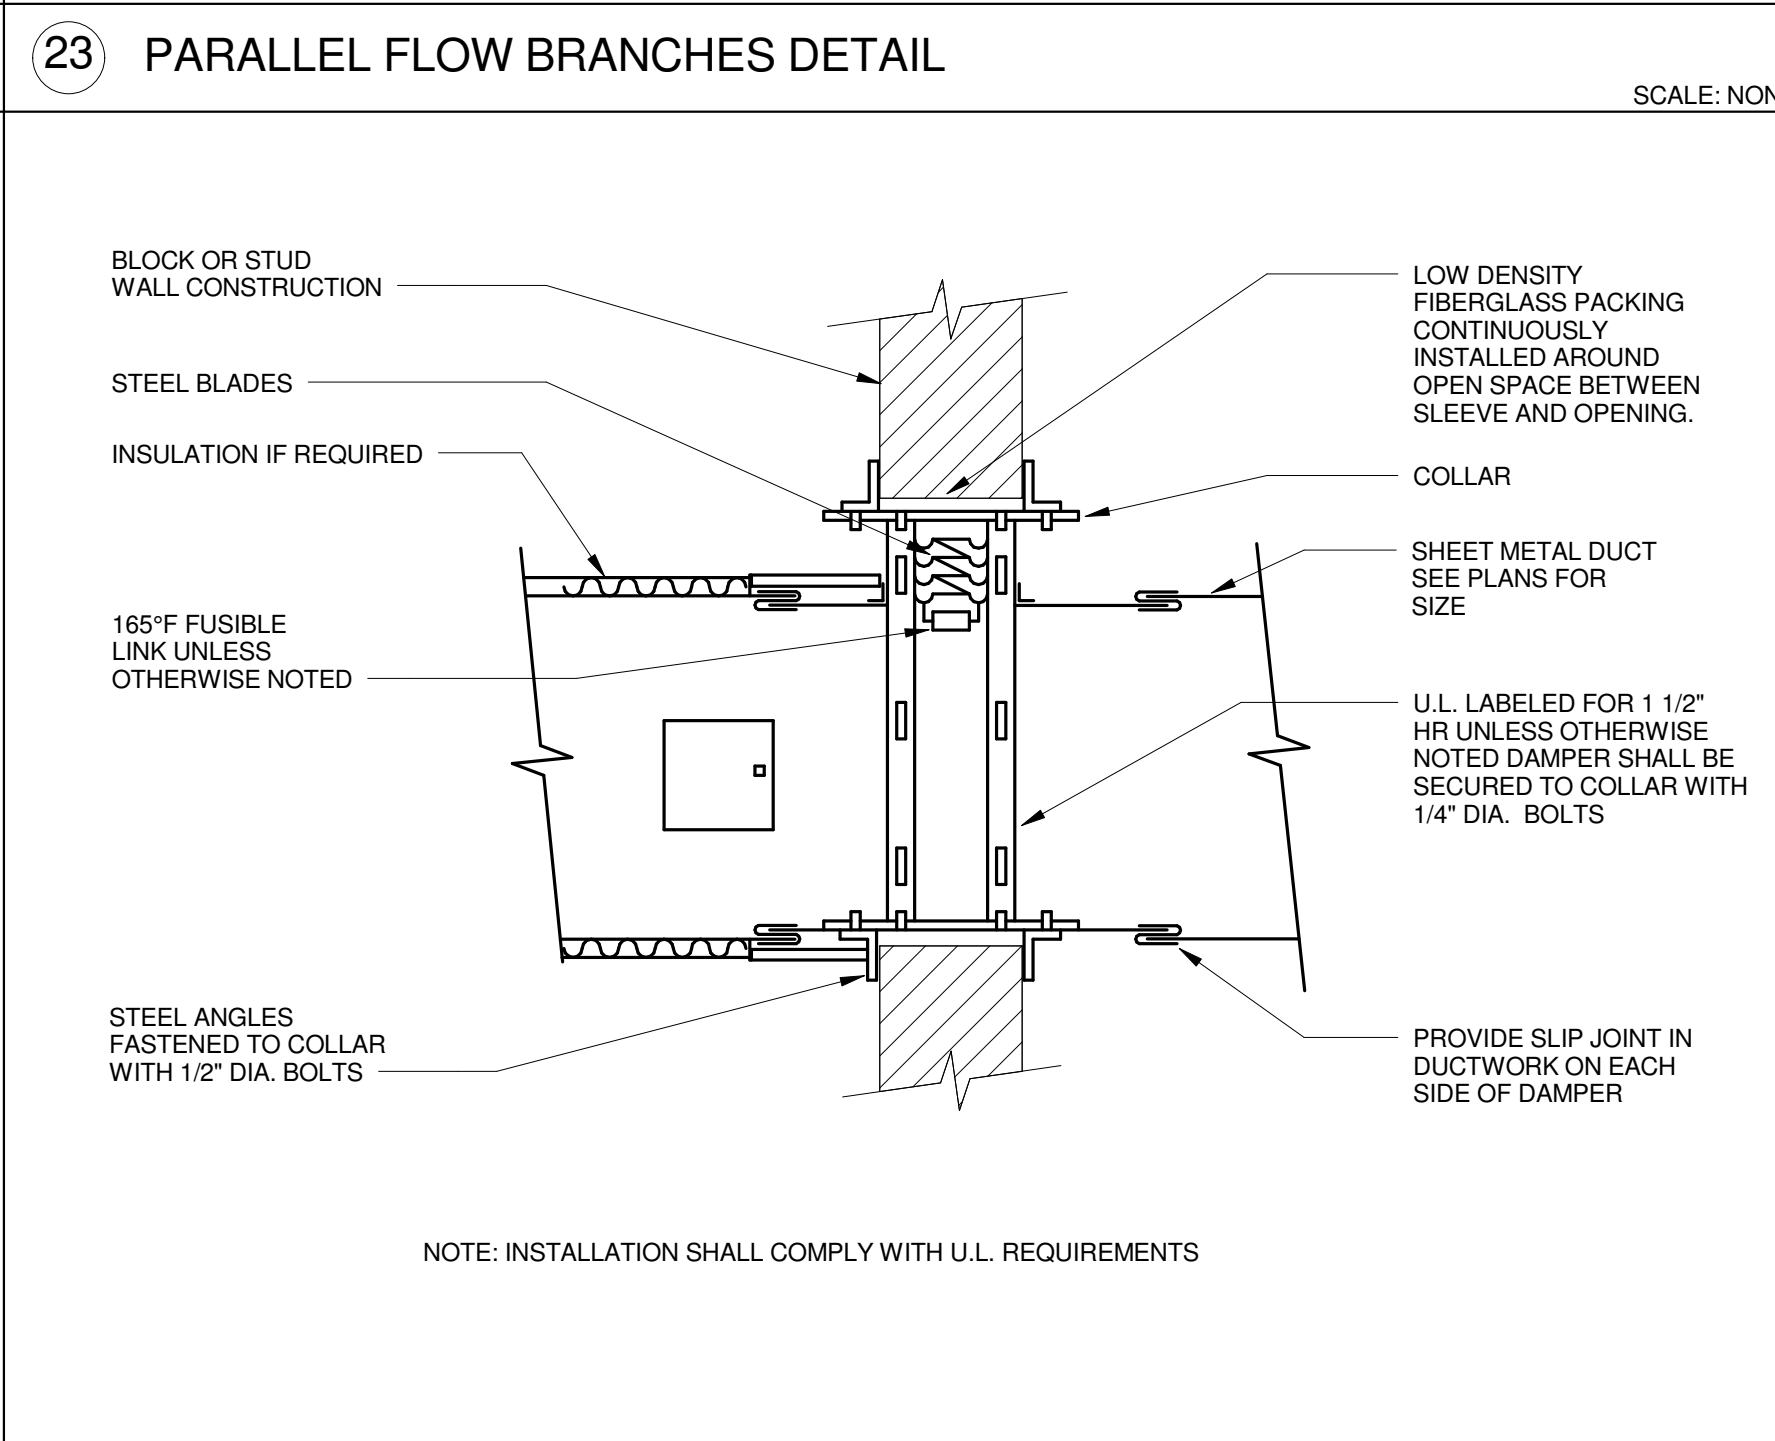 23 PARALLEL FLOW BRANCHES DETAIL
SCALE: NON
BLOCK OR STUD
WALL CONSTRUCTION
STEEL BLADES
INSULATION IF REQUIRED
165°F FUSIBLE
LINK UNLESS
OTHERWISE NOTED
STEEL ANGLES
FASTENED TO COLLAR
WITH 1/2" DIA. BOLTS
LOW DENSITY
FIBERGLASS PACKING
CONTINUOUSLY
INSTALLED AROUND
OPEN SPACE BETWEEN
SLEEVE AND OPENING.
COLLAR
SHEET METAL DUCT
SEE PLANS FOR
SIZE
U.L. LABELED FOR 1 1/2"
HR UNLESS OTHERWISE
NOTED DAMPER SHALL BE
SECURED TO COLLAR WITH
1/4" DIA. BOLTS
PROVIDE SLIP JOINT IN
DUCTWORK ON EACH
SIDE OF DAMPER
NOTE: INSTALLATION SHALL COMPLY WITH U.L. REQUIREMENTS